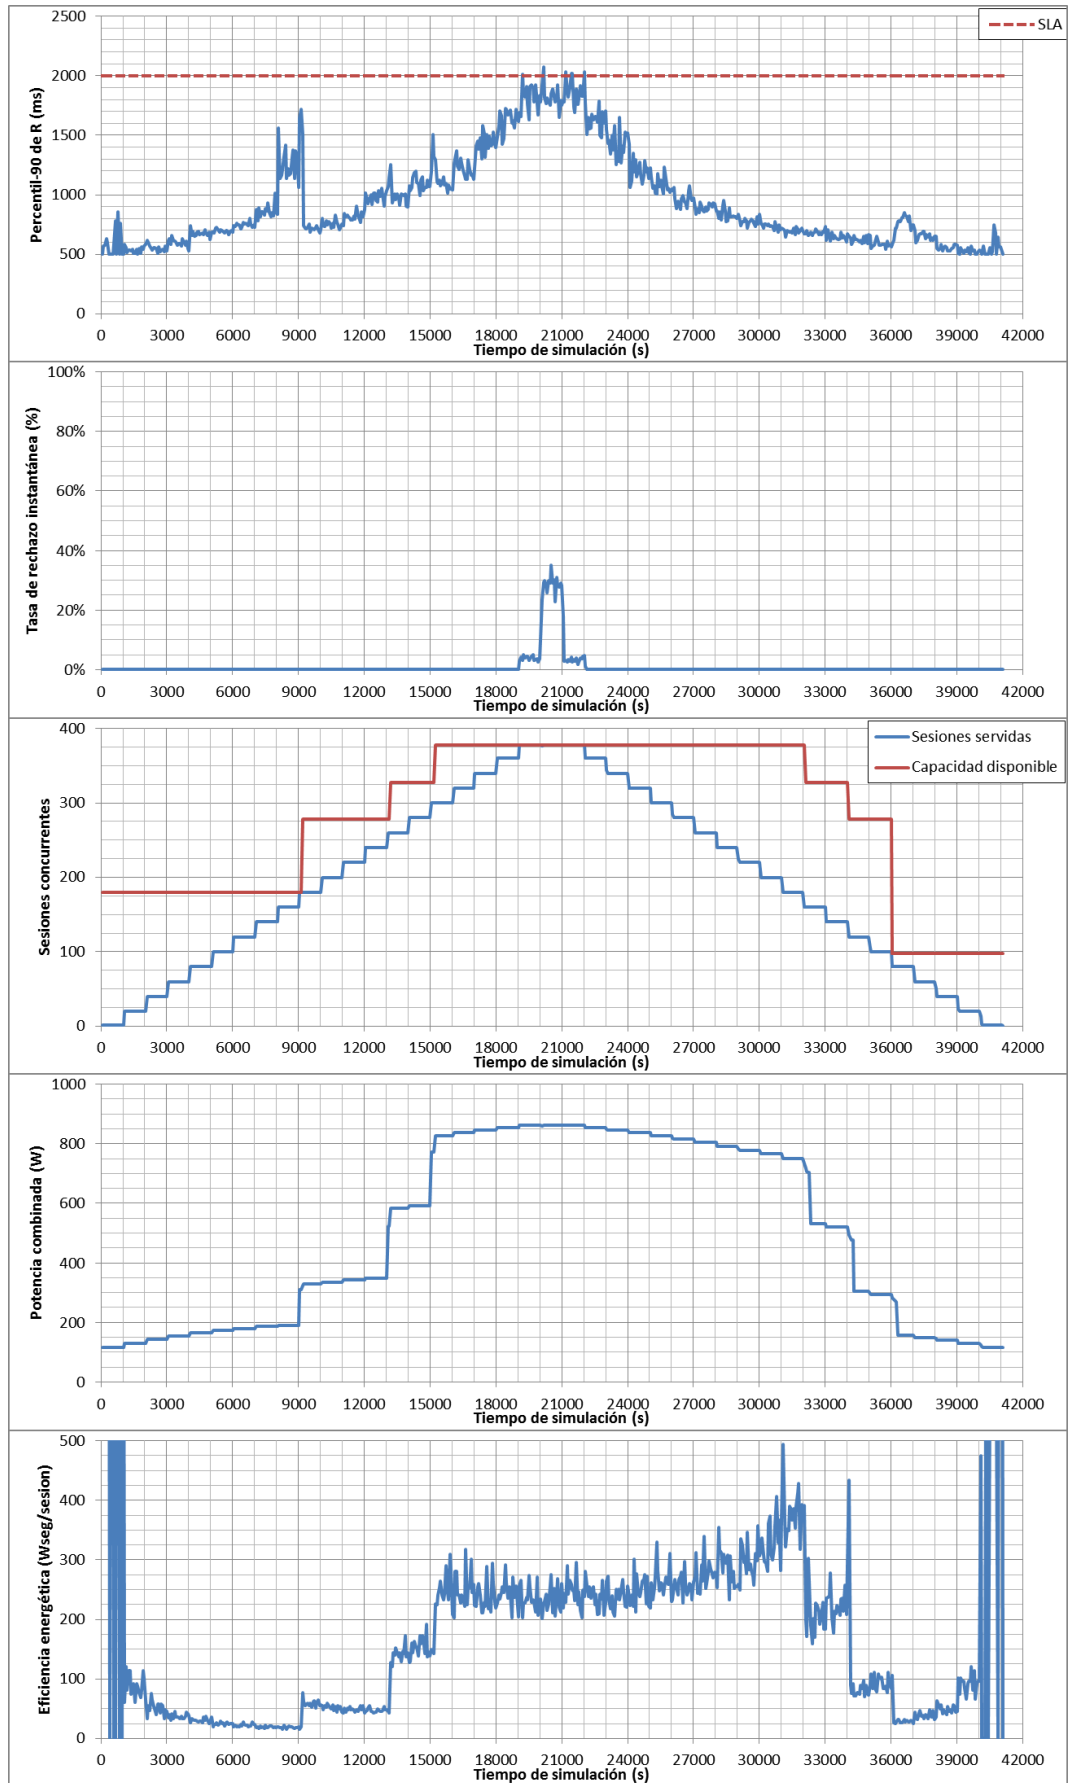 2500
2000
1500
1000
500
0
Percentil-90 de R (ms)
SLA
0 3000 6000 9000 12000 15000 18000 21000 24000 27000 30000 33000 36000 39000 42000
Tiempo de simulación (s)
100%
80%
60%
40%
20%
0%
Tasa de rechazo instantánea (%)
0 3000 6000 9000 12000 15000 18000 21000 24000 27000 30000 33000 36000 39000 42000
Tiempo de simulación (s)
400
300
200
100
0
Sesiones concurrentes
Sesiones servidas
Capacidad disponible
0 3000 6000 9000 12000 15000 18000 21000 24000 27000 30000 33000 36000 39000 42000
Tiempo de simulación (s)
1000
800
600
400
200
0
Potencia combinada (W)
0 3000 6000 9000 12000 15000 18000 21000 24000 27000 30000 33000 36000 39000 42000
Tiempo de simulación (s)
500
400
300
200
100
0
Eficiencia energética (Wseg/sesion)
0 3000 6000 9000 12000 15000 18000 21000 24000 27000 30000 33000 36000 39000 42000
Tiempo de simulación (s)